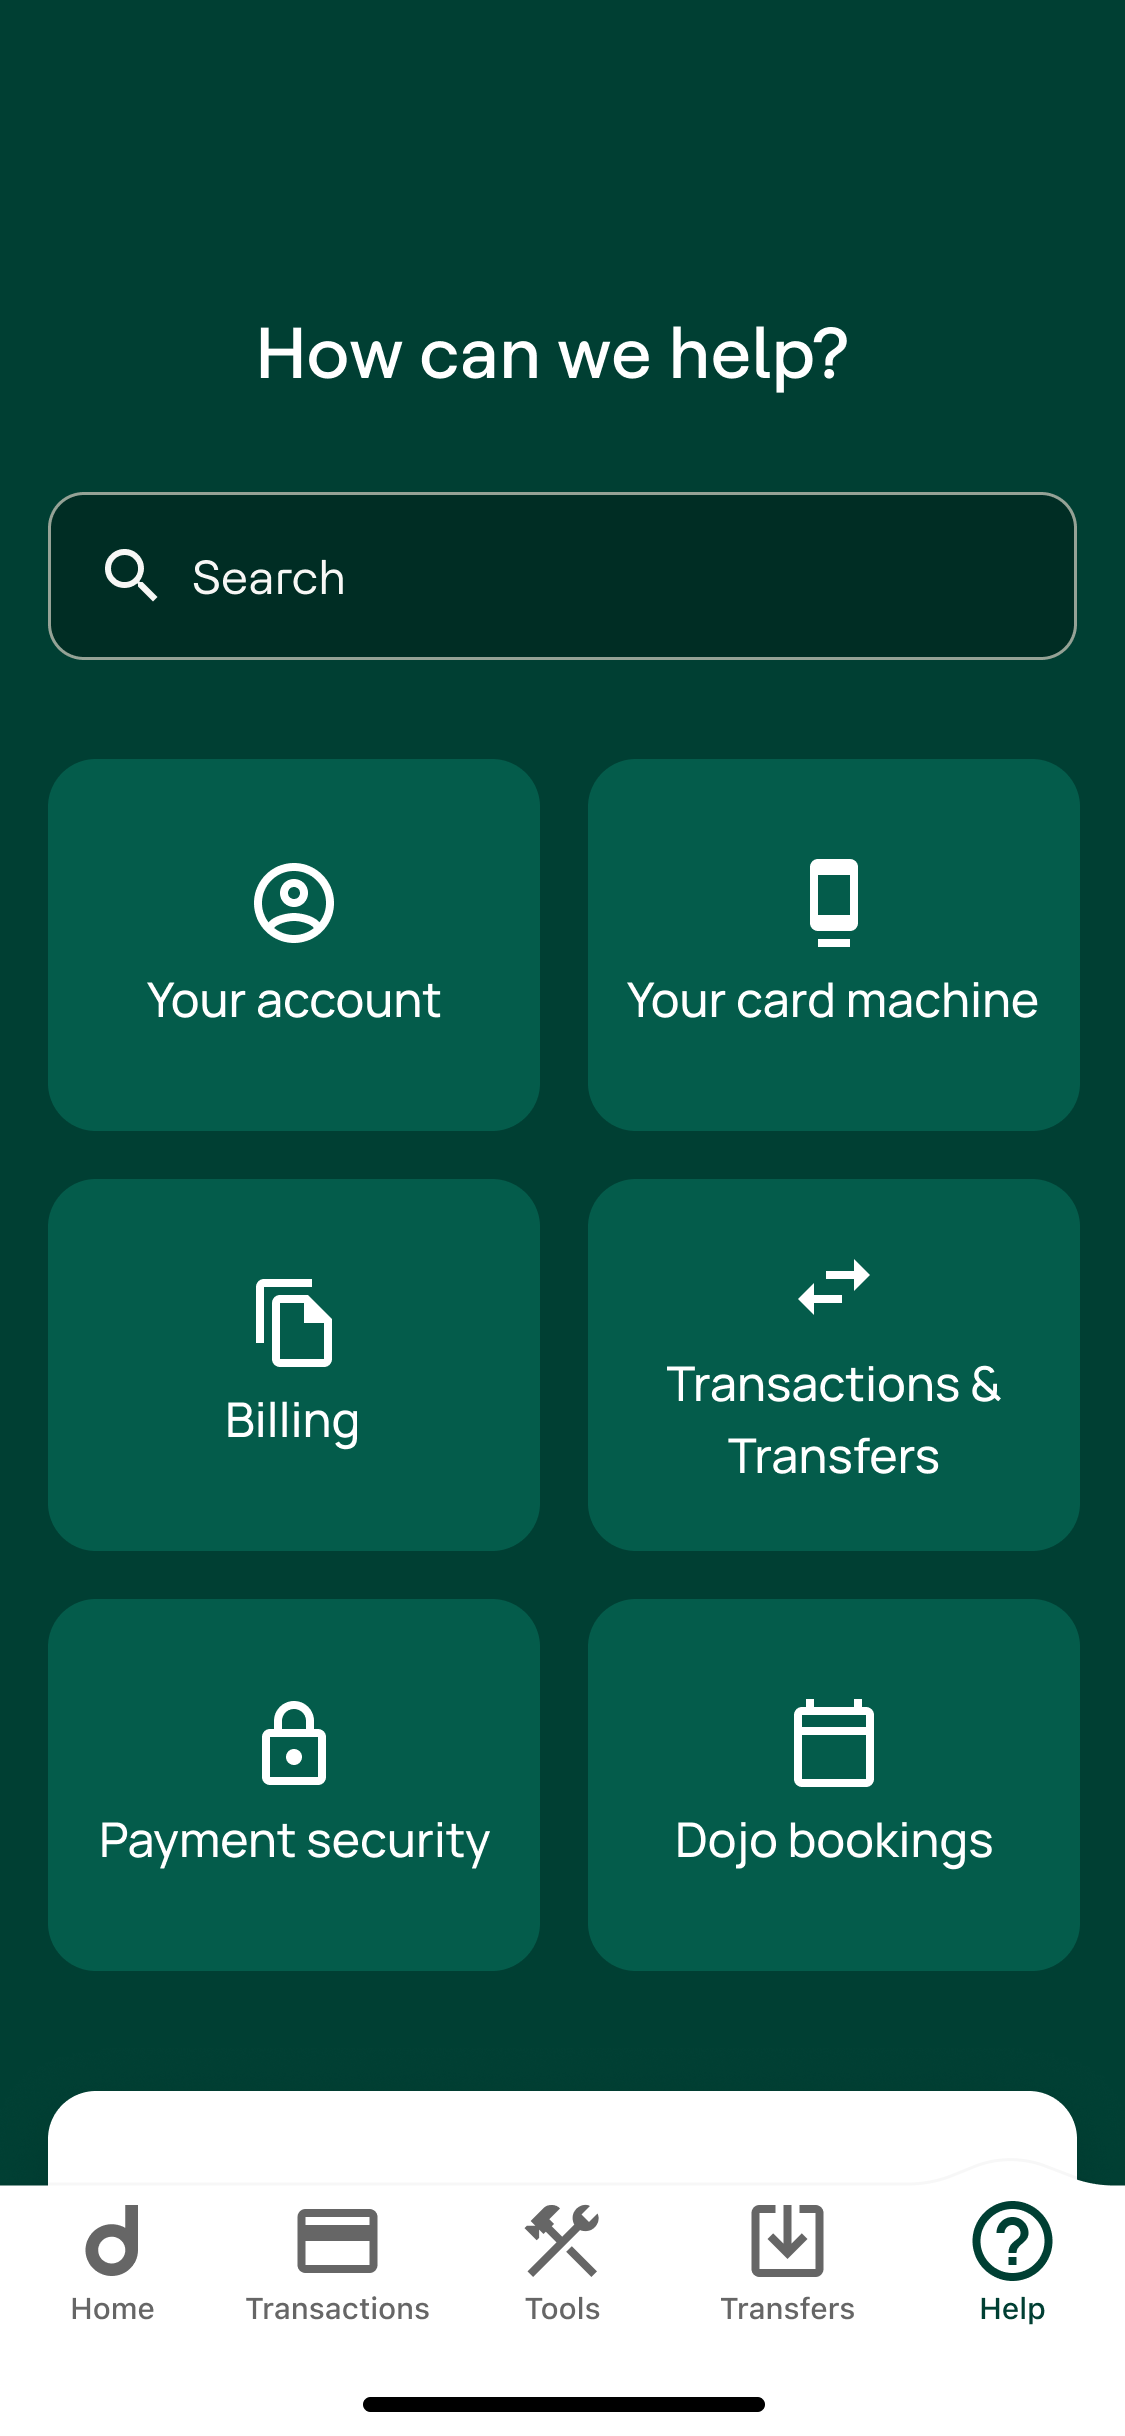 How can we help?
Search
Your account
Your card machine
Billing
Transactions &
Transfers
Payment security
Dojo bookings
Home
Transactions
Tools
Transfers
Help